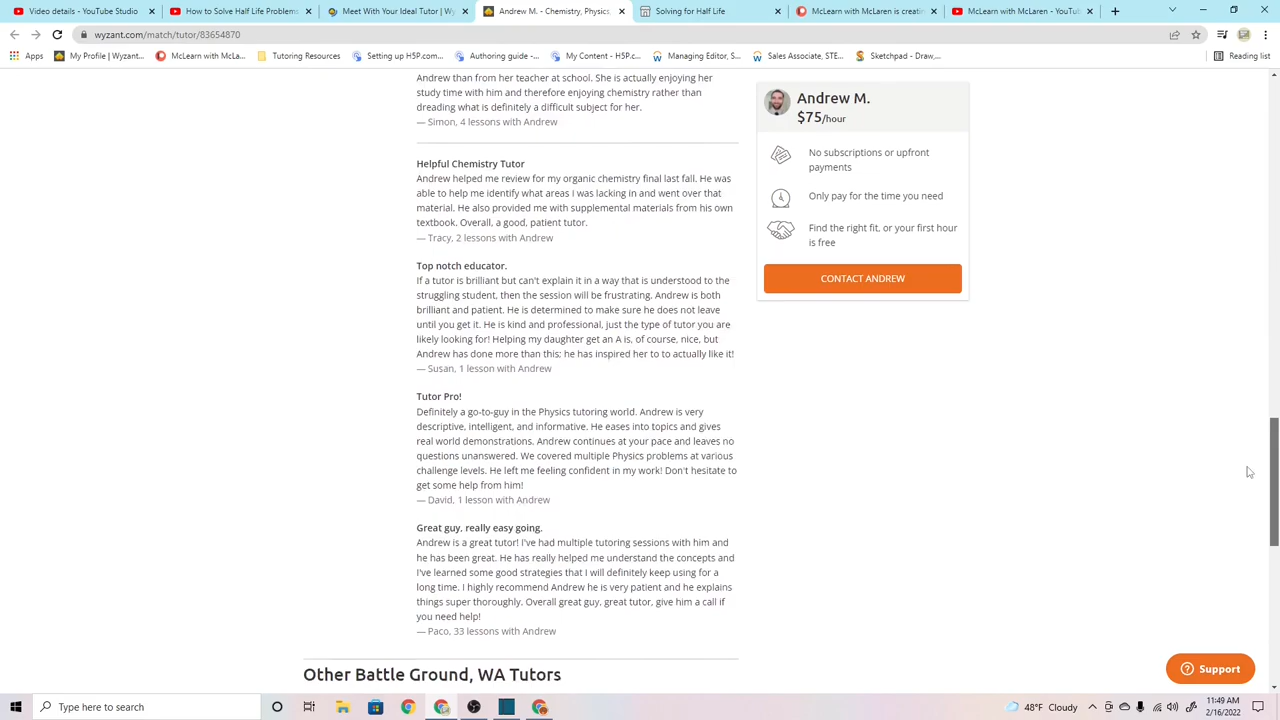 Video details - YouTube Studio
How to Solve Half Life Problems
Meet With Your Ideal Tutor | Wy
Andrew M. - Chemistry, Physics,
Solving for Half Life
McLearn with McLaren is creatin
McLearn with McLaren - YouTub
wyzant.com/match/tutor/83654870
Apps
My Profile | Wyzant...
McLearn with McLa...
Tutoring Resources
Setting up H5P.com...
Authoring guide -...
My Content - H5P.c...
Managing Editor, S...
Sales Associate, STE...
Sketchpad - Draw,...
Reading list
Andrew than from her teacher at school. She is actually enjoying her
study time with him and therefore enjoying chemistry rather than
dreading what is definitely a difficult subject for her.
— Simon, 4 lessons with Andrew
Helpful Chemistry Tutor
Andrew helped me review for my organic chemistry final last fall. He was
able to help me identify what areas I was lacking in and went over that
material. He also provided me with supplemental materials from his own
textbook. Overall, a good, patient tutor.
— Tracy, 2 lessons with Andrew
Top notch educator.
If a tutor is brilliant but can't explain it in a way that is understood to the
struggling student, then the session will be frustrating. Andrew is both
brilliant and patient. He is determined to make sure he does not leave
until you get it. He is kind and professional, just the type of tutor you are
likely looking for! Helping my daughter get an A is, of course, nice, but
Andrew has done more than this; he has inspired her to to actually like it!
— Susan, 1 lesson with Andrew
Tutor Pro!
Definitely a go-to-guy in the Physics tutoring world. Andrew is very
descriptive, intelligent, and informative. He eases into topics and gives
real world demonstrations. Andrew continues at your pace and leaves no
questions unanswered. We covered multiple Physics problems at various
challenge levels. He left me feeling confident in my work! Don't hesitate to
get some help from him!
— David, 1 lesson with Andrew
Great guy, really easy going.
Andrew is a great tutor! I've had multiple tutoring sessions with him and
he has been great. He has really helped me understand the concepts and
I've learned some good strategies that I will definitely keep using for a
long time. I highly recommend Andrew he is very patient and he explains
things super thoroughly. Overall great guy, great tutor, give him a call if
you need help!
— Paco, 33 lessons with Andrew
Other Battle Ground, WA Tutors
Andrew M.
$75/hour
No subscriptions or upfront
payments
Only pay for the time you need
Find the right fit, or your first hour
is free
CONTACT ANDREW
Support
Type here to search
48°F Cloudy
11:49 AM
2/16/2022